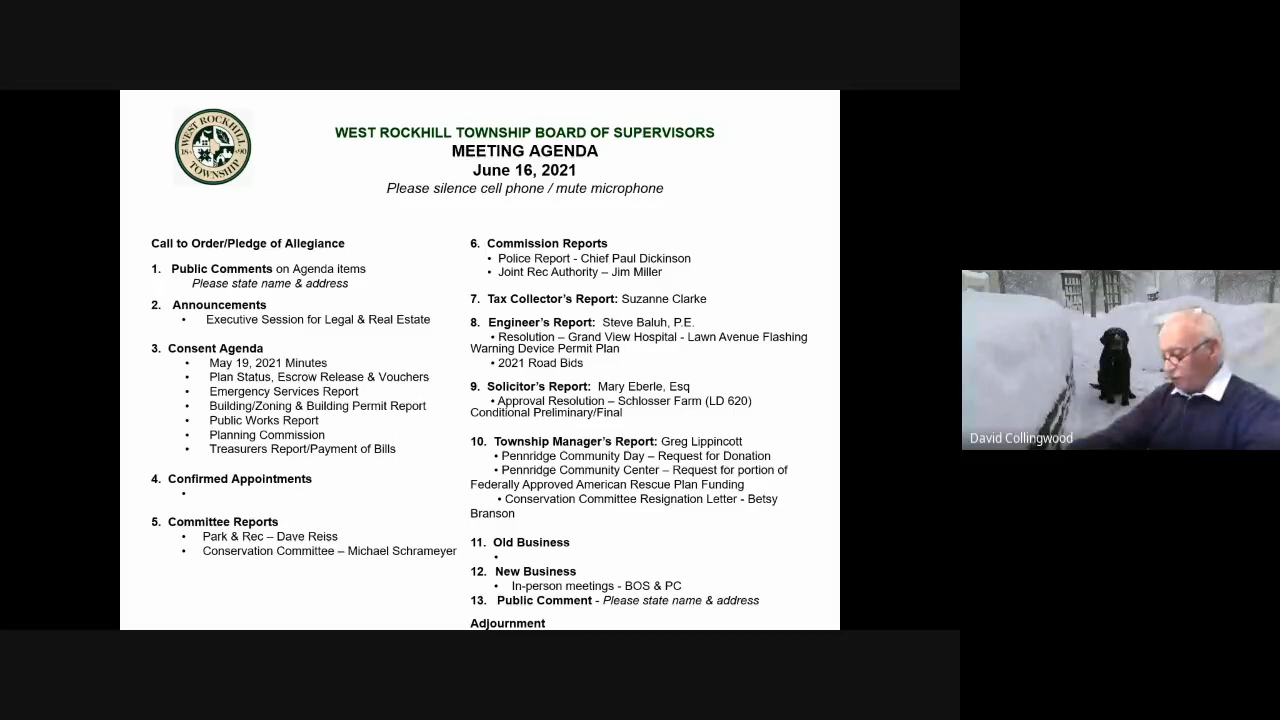 WEST ROCKHILL
18 90
TOWNSHIP
WEST ROCKHILL TOWNSHIP BOARD OF SUPERVISORS
MEETING AGENDA
June 16, 2021
Please silence cell phone / mute microphone
Call to Order/Pledge of Allegiance
1. Public Comments on Agenda items
Please state name & address
2. Announcements
• Executive Session for Legal & Real Estate
3. Consent Agenda
• May 19, 2021 Minutes
• Plan Status, Escrow Release & Vouchers
• Emergency Services Report
• Building/Zoning & Building Permit Report
• Public Works Report
• Planning Commission
• Treasurers Report/Payment of Bills
4. Confirmed Appointments
•
5. Committee Reports
• Park & Rec – Dave Reiss
• Conservation Committee – Michael Schrameyer
6. Commission Reports
• Police Report - Chief Paul Dickinson
• Joint Rec Authority – Jim Miller
7. Tax Collector's Report: Suzanne Clarke
8. Engineer's Report: Steve Baluh, P.E.
• Resolution – Grand View Hospital - Lawn Avenue Flashing
Warning Device Permit Plan
• 2021 Road Bids
9. Solicitor's Report: Mary Eberle, Esq
• Approval Resolution – Schlosser Farm (LD 620)
Conditional Preliminary/Final
10. Township Manager's Report: Greg Lippincott
• Pennridge Community Day – Request for Donation
• Pennridge Community Center – Request for portion of
Federally Approved American Rescue Plan Funding
• Conservation Committee Resignation Letter - Betsy
Branson
11. Old Business
•
12. New Business
• In-person meetings - BOS & PC
13. Public Comment - Please state name & address
Adjournment
David Collingwood